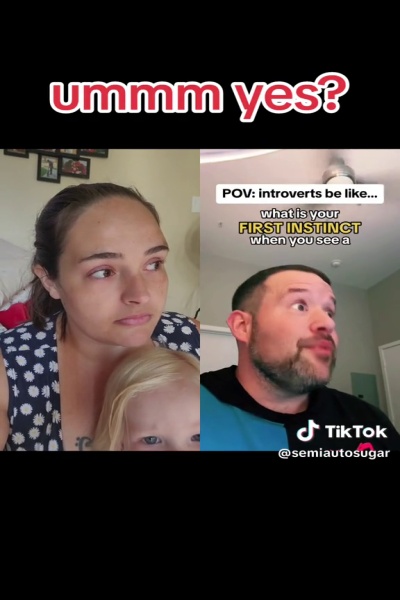 ummm yes?
POV: introverts be like...
what is your
FIRST INSTINCT
when you see a
TikTok
@semiautosugar